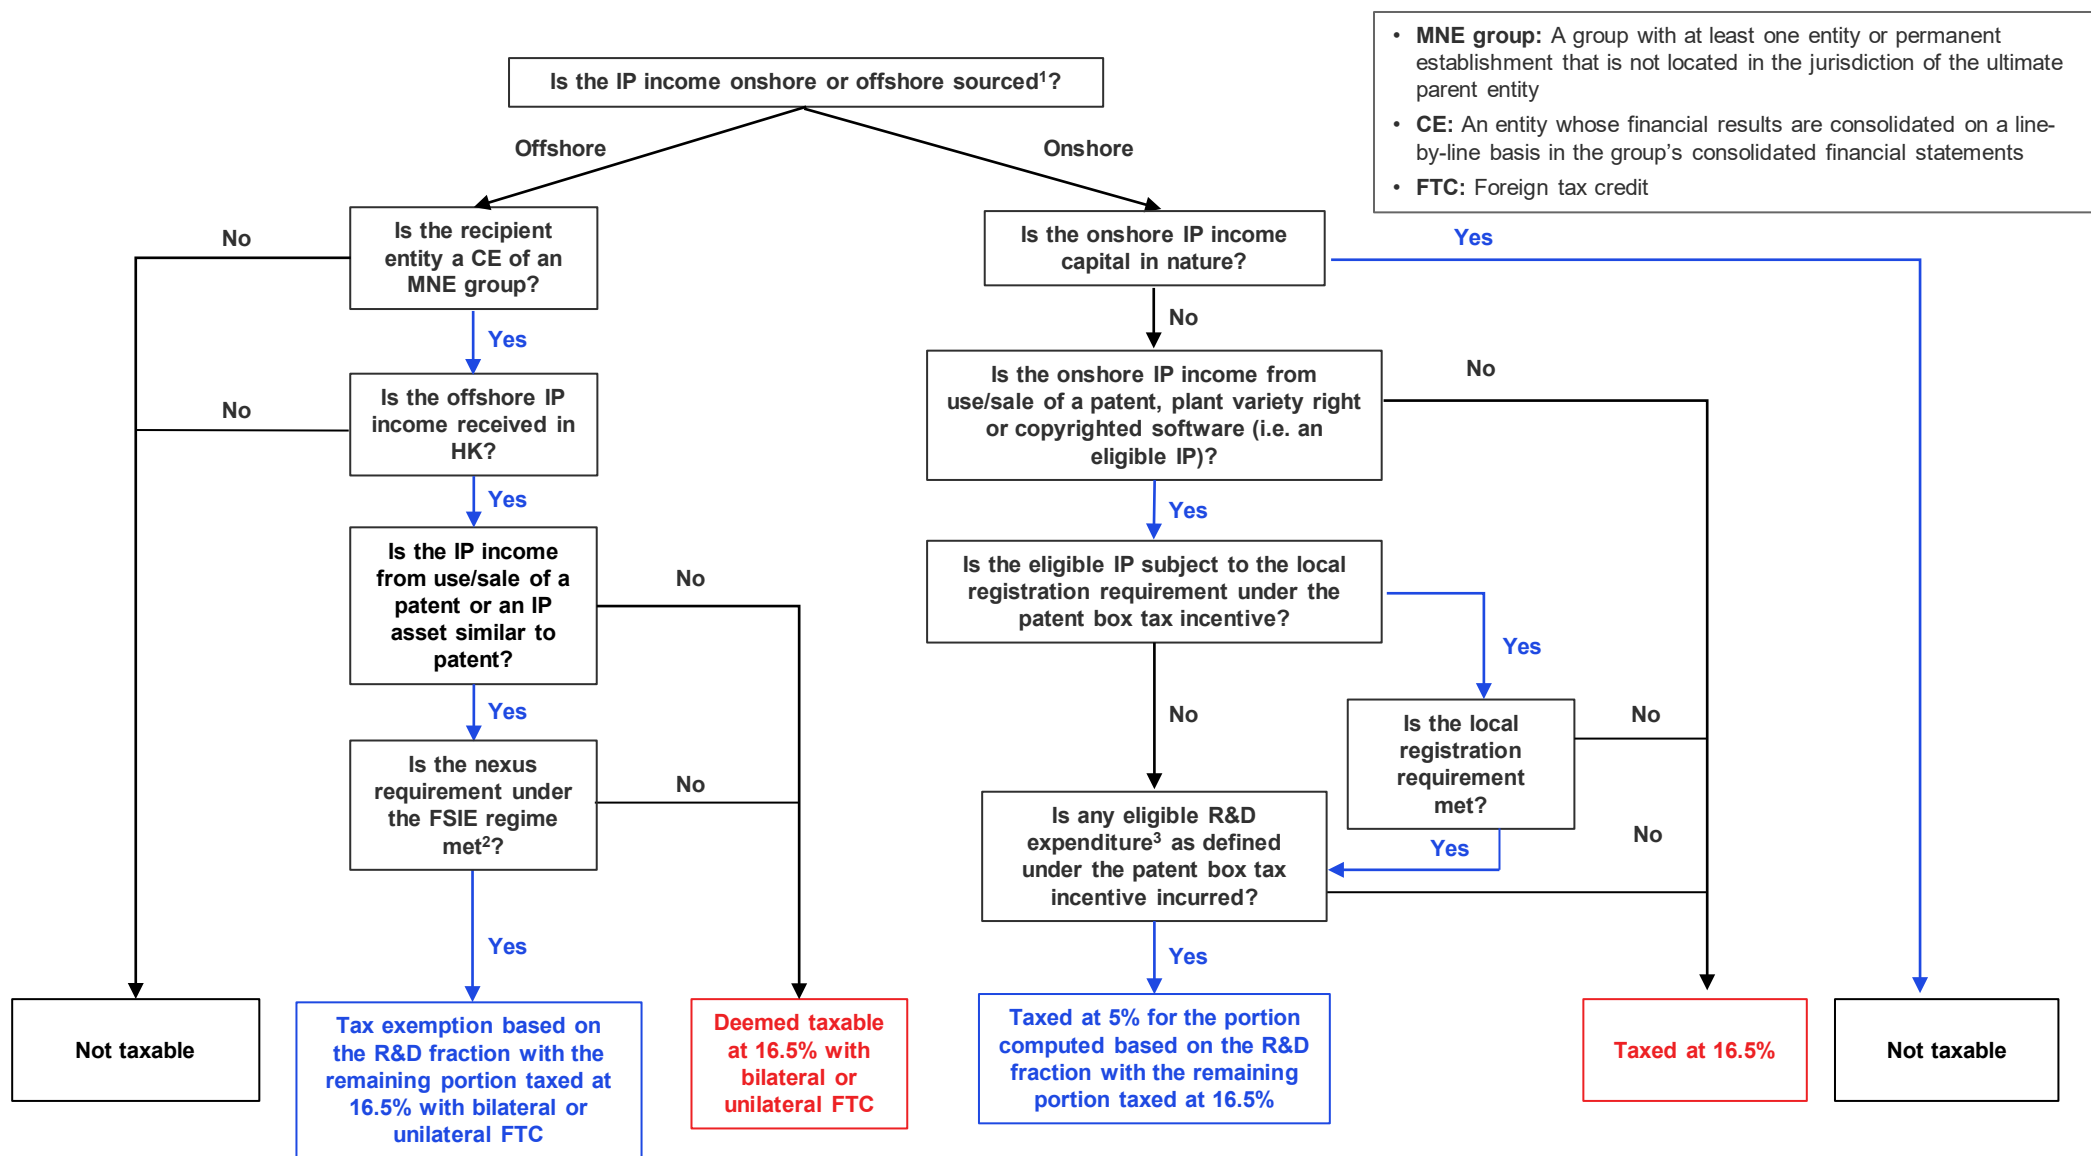 • MNE group: A group with at least one entity or permanent
establishment that is not located in the jurisdiction of the ultimate
parent entity
• CE: An entity whose financial results are consolidated on a line-
by-line basis in the group’s consolidated financial statements
• FTC: Foreign tax credit
Is the IP income onshore or offshore sourced¹?
Offshore
Onshore
No
Is the recipient
entity a CE of an
MNE group?
Yes
No
Is the offshore IP
income received in
HK?
Yes
Is the IP income
from use/sale of a
patent or an IP
asset similar to
patent?
No
Yes
Is the nexus
requirement under
the FSIE regime
met²?
No
Yes
Is the onshore IP income
capital in nature?
Yes
No
Is the onshore IP income from
use/sale of a patent, plant variety right
or copyrighted software (i.e. an
eligible IP)?
No
Yes
Is the eligible IP subject to the local
registration requirement under the
patent box tax incentive?
Yes
No
Is the local
registration
requirement
met?
No
Yes
Is any eligible R&D
expenditure³ as defined
under the patent box tax
incentive incurred?
No
Yes
Not taxable
Tax exemption based on
the R&D fraction with the
remaining portion taxed at
16.5% with bilateral or
unilateral FTC
Deemed taxable
at 16.5% with
bilateral or
unilateral FTC
Taxed at 5% for the portion
computed based on the R&D
fraction with the remaining
portion taxed at 16.5%
Taxed at 16.5%
Not taxable